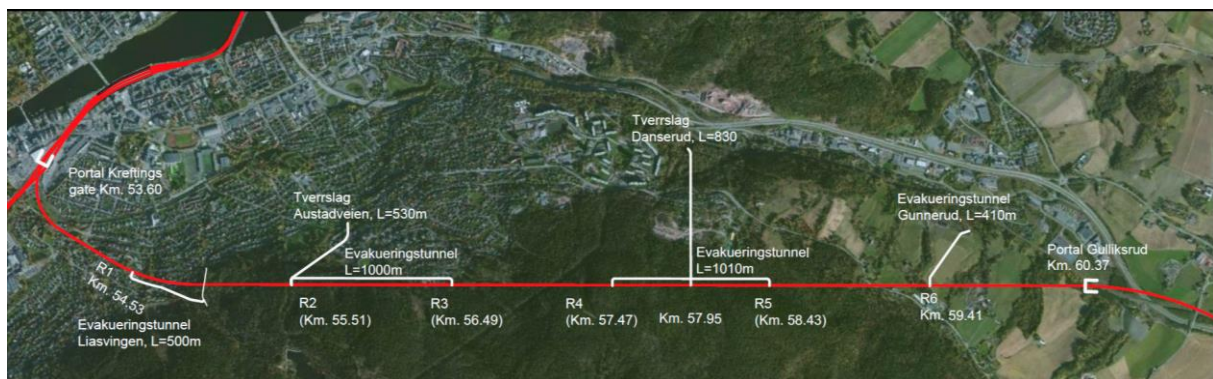 Portal Kreftings
gate Km. 53.60
R1
Km. 54.53
Evakueringstunnel
Liasvingen, L=500m
Tverrslag
Austadveien, L=530m
Evakueringstunnel
L=1000m
R2
(Km. 55.51)
R3
(Km. 56.49)
Tverrslag
Danserud, L=830
Evakueringstunnel
L=1010m
R4
(Km. 57.47)
Km. 57.95
R5
(Km. 58.43)
Evakueringstunnel
Gunnerud, L=410m
R6
Km. 59.41
Portal Gulliksrud
Km. 60.37